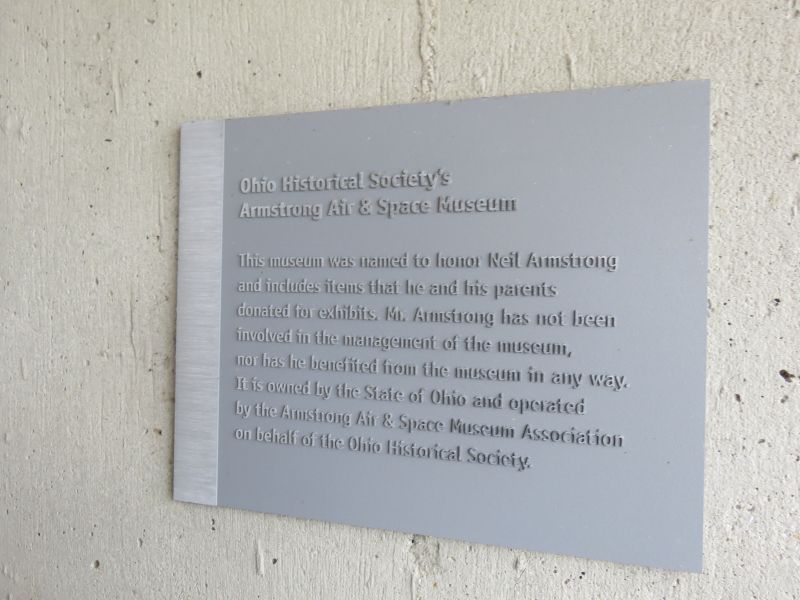 Ohio Historical Society's
Armstrong Air & Space Museum
This museum was named to honor Neil Armstrong
and includes items that he and his parents
donated for exhibits. Mr. Armstrong has not been
involved in the management of the museum,
nor has he benefited from the museum in any way.
It is owned by the State of Ohio and operated
by the Armstrong Air & Space Museum Association
on behalf of the Ohio Historical Society.